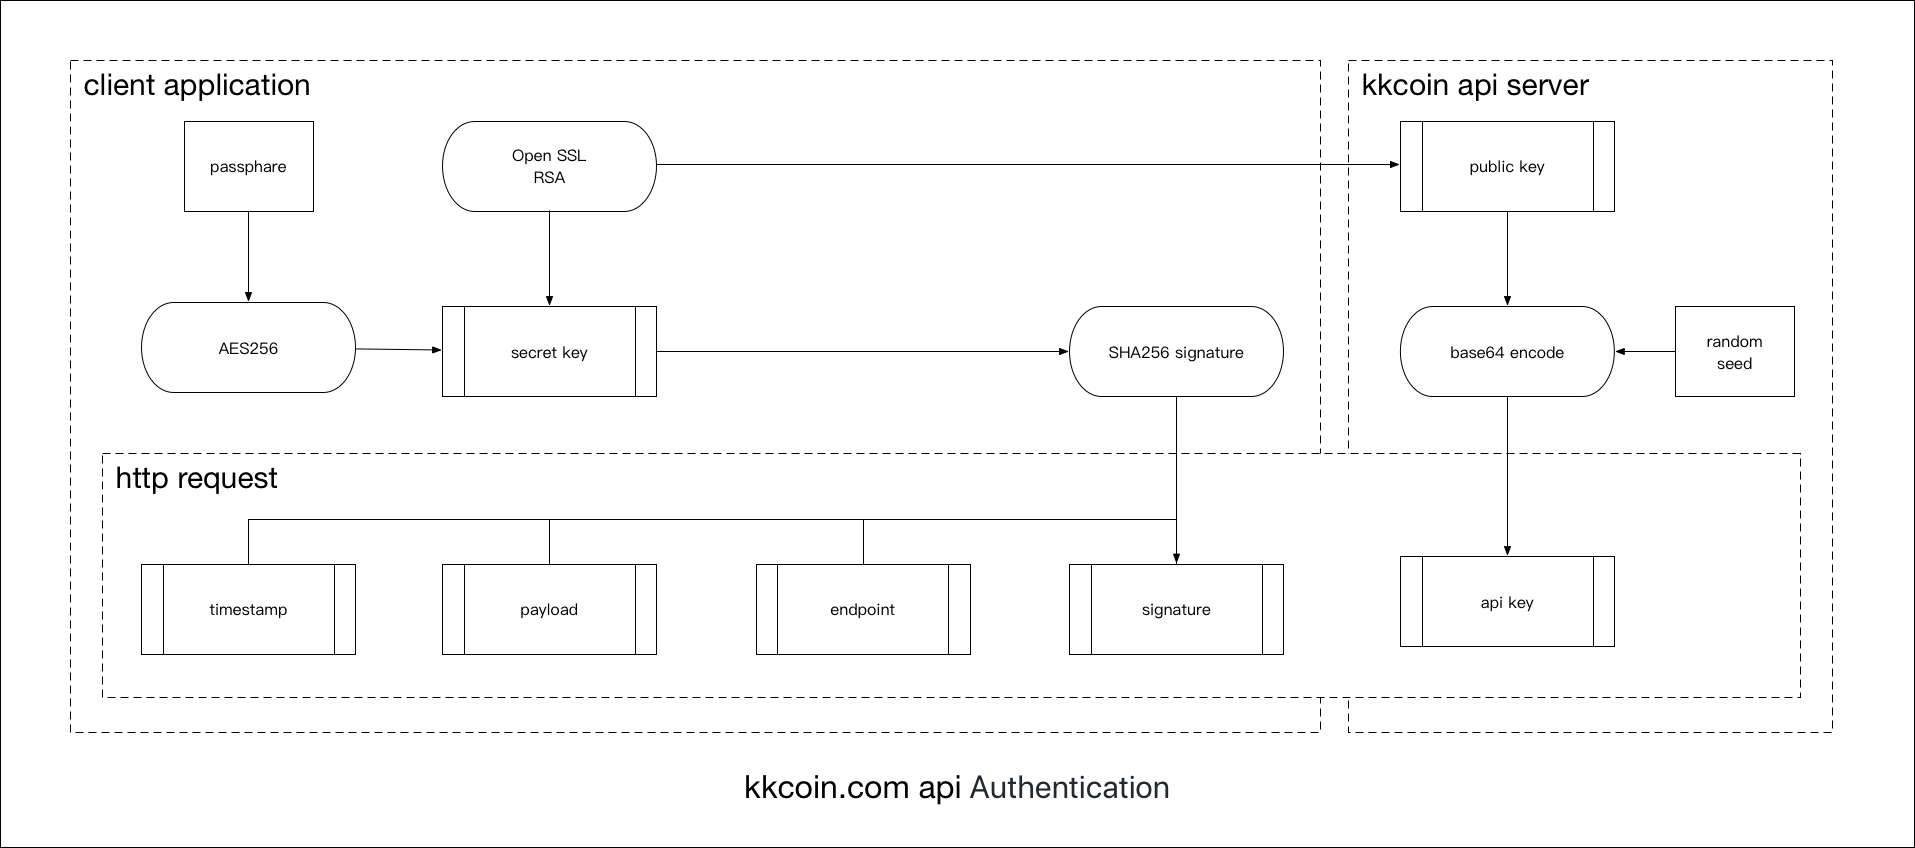 client application
kkcoin api server
passphare
Open SSL
RSA
public key
AES256
secret key
SHA256 signature
base64 encode
random
seed
http request
timestamp
payload
endpoint
signature
api key
kkcoin.com api Authentication